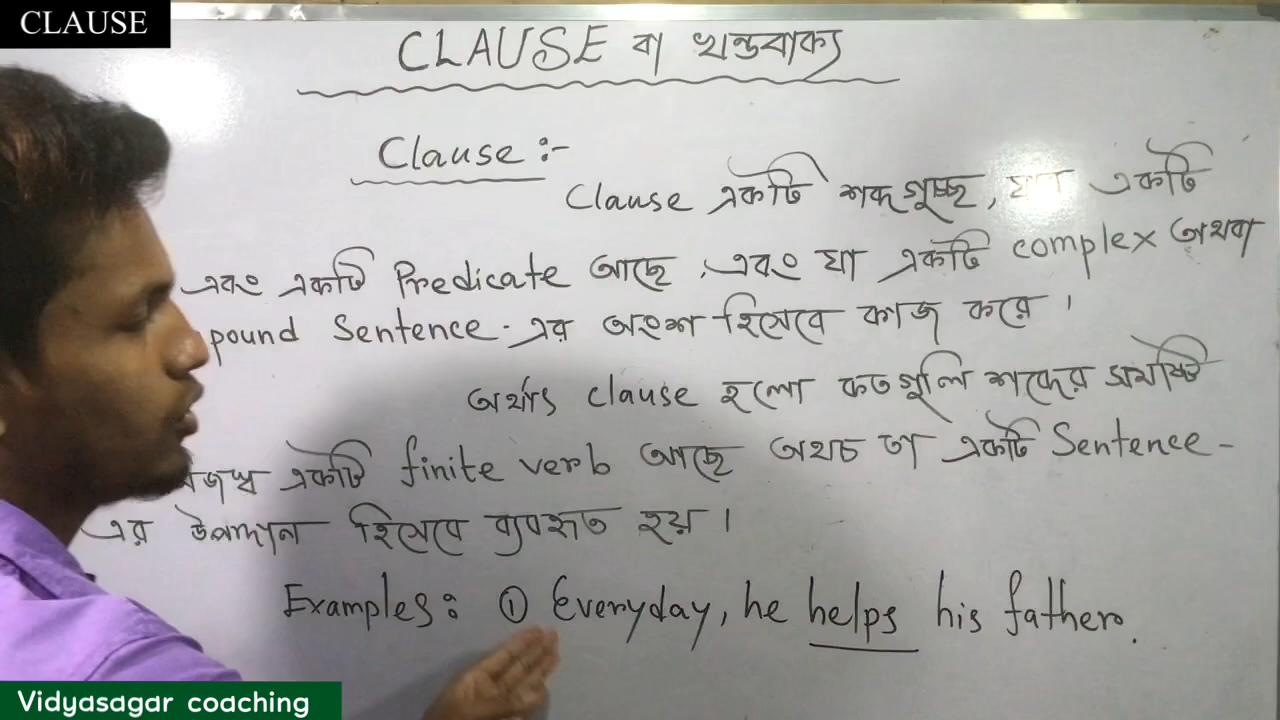 CLAUSE
CLAUSE বা খন্ডবাক্য
Clause :-
Clause একটি শব্দগুচ্ছ, যার একটি
এবং একটি Predicate আছে, এবং যা একটি complex অথবা
pound Sentence-এর অংশ হিসেবে কাজ করে।
অর্থাৎ clause হলো কতগুলি শব্দের সমষ্টি
একটি finite verb আছে অথচ তা একটি Sentence-
এর উপাদান হিসেবে ব্যবহৃত হয়।
Examples: ① Everyday, he helps his father.
Vidyasagar coaching